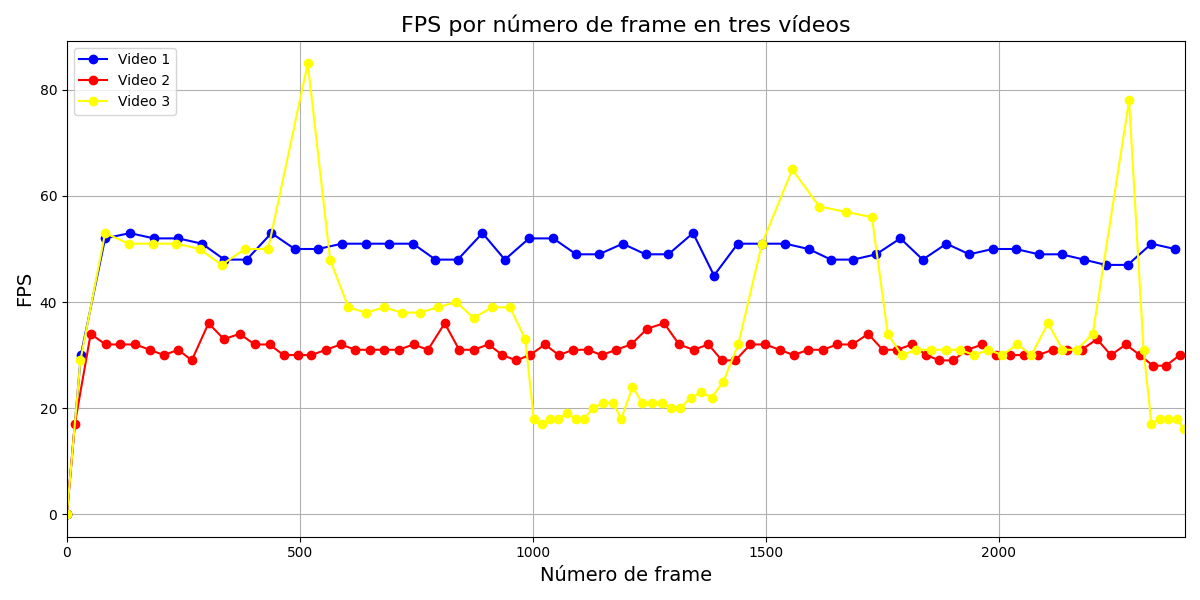 FPS por número de frame en tres vídeos
Video 1
Video 2
Video 3
FPS
80
60
40
20
0
0 500 1000 1500 2000
Número de frame